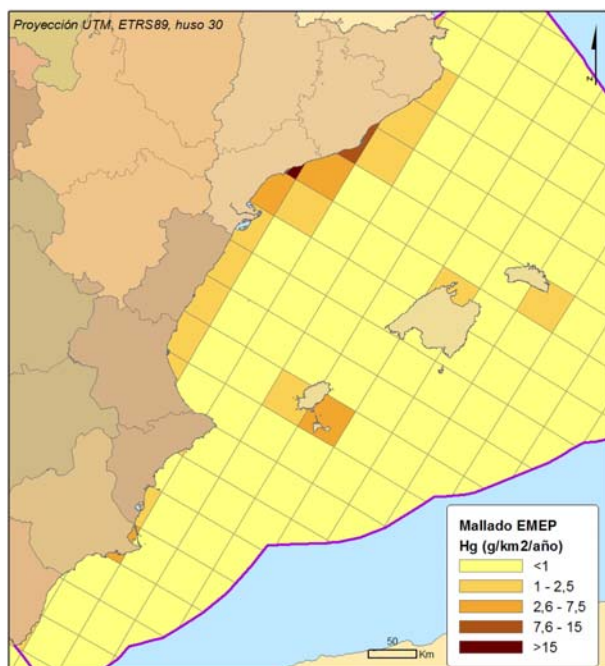 Proyección UTM, ETRS89, huso 30
N
Mallado EMEP
Hg (g/km2/año)
<1
1 - 2,5
2,6 - 7,5
7,6 - 15
>15
50
Km